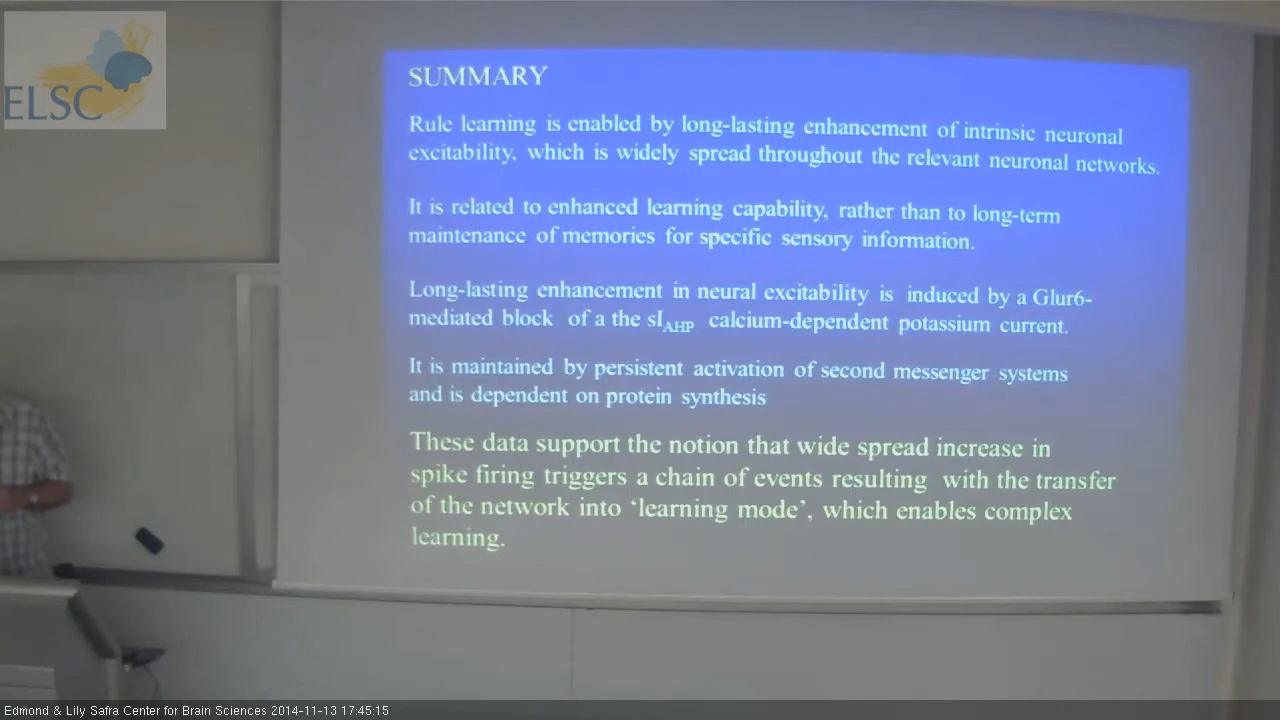 ELSC
SUMMARY
Rule learning is enabled by long-lasting enhancement of intrinsic neuronal
excitability, which is widely spread throughout the relevant neuronal networks.
It is related to enhanced learning capability, rather than to long-term
maintenance of memories for specific sensory information.
Long-lasting enhancement in neural excitability is induced by a Glur6-
mediated block of a the sIAHP calcium-dependent potassium current.
It is maintained by persistent activation of second messenger systems
and is dependent on protein synthesis
These data support the notion that wide spread increase in
spike firing triggers a chain of events resulting with the transfer
of the network into ‘learning mode’, which enables complex
learning.
Edmond & Lily Safra Center for Brain Sciences 2014-11-13 17:45:15